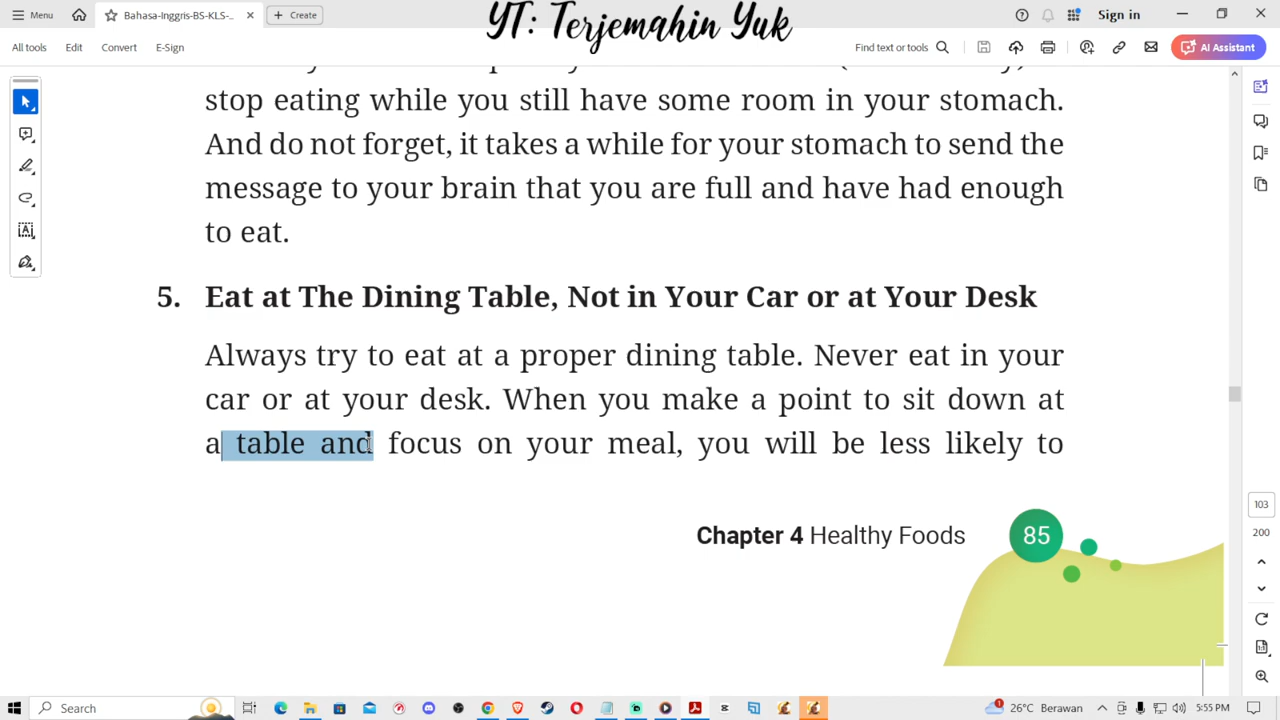 Menu
Bahasa-Inggris-BS-KLS-...
Create
YT: Terjemahin Yuk
Sign in
All tools
Edit
Convert
E-Sign
Find text or tools
AI Assistant
stop eating while you still have some room in your stomach.
And do not forget, it takes a while for your stomach to send the
message to your brain that you are full and have had enough
to eat.
5. Eat at The Dining Table, Not in Your Car or at Your Desk
Always try to eat at a proper dining table. Never eat in your
car or at your desk. When you make a point to sit down at
a table and focus on your meal, you will be less likely to
Chapter 4 Healthy Foods 85
103
200
Search
26°C Berawan
5:55 PM